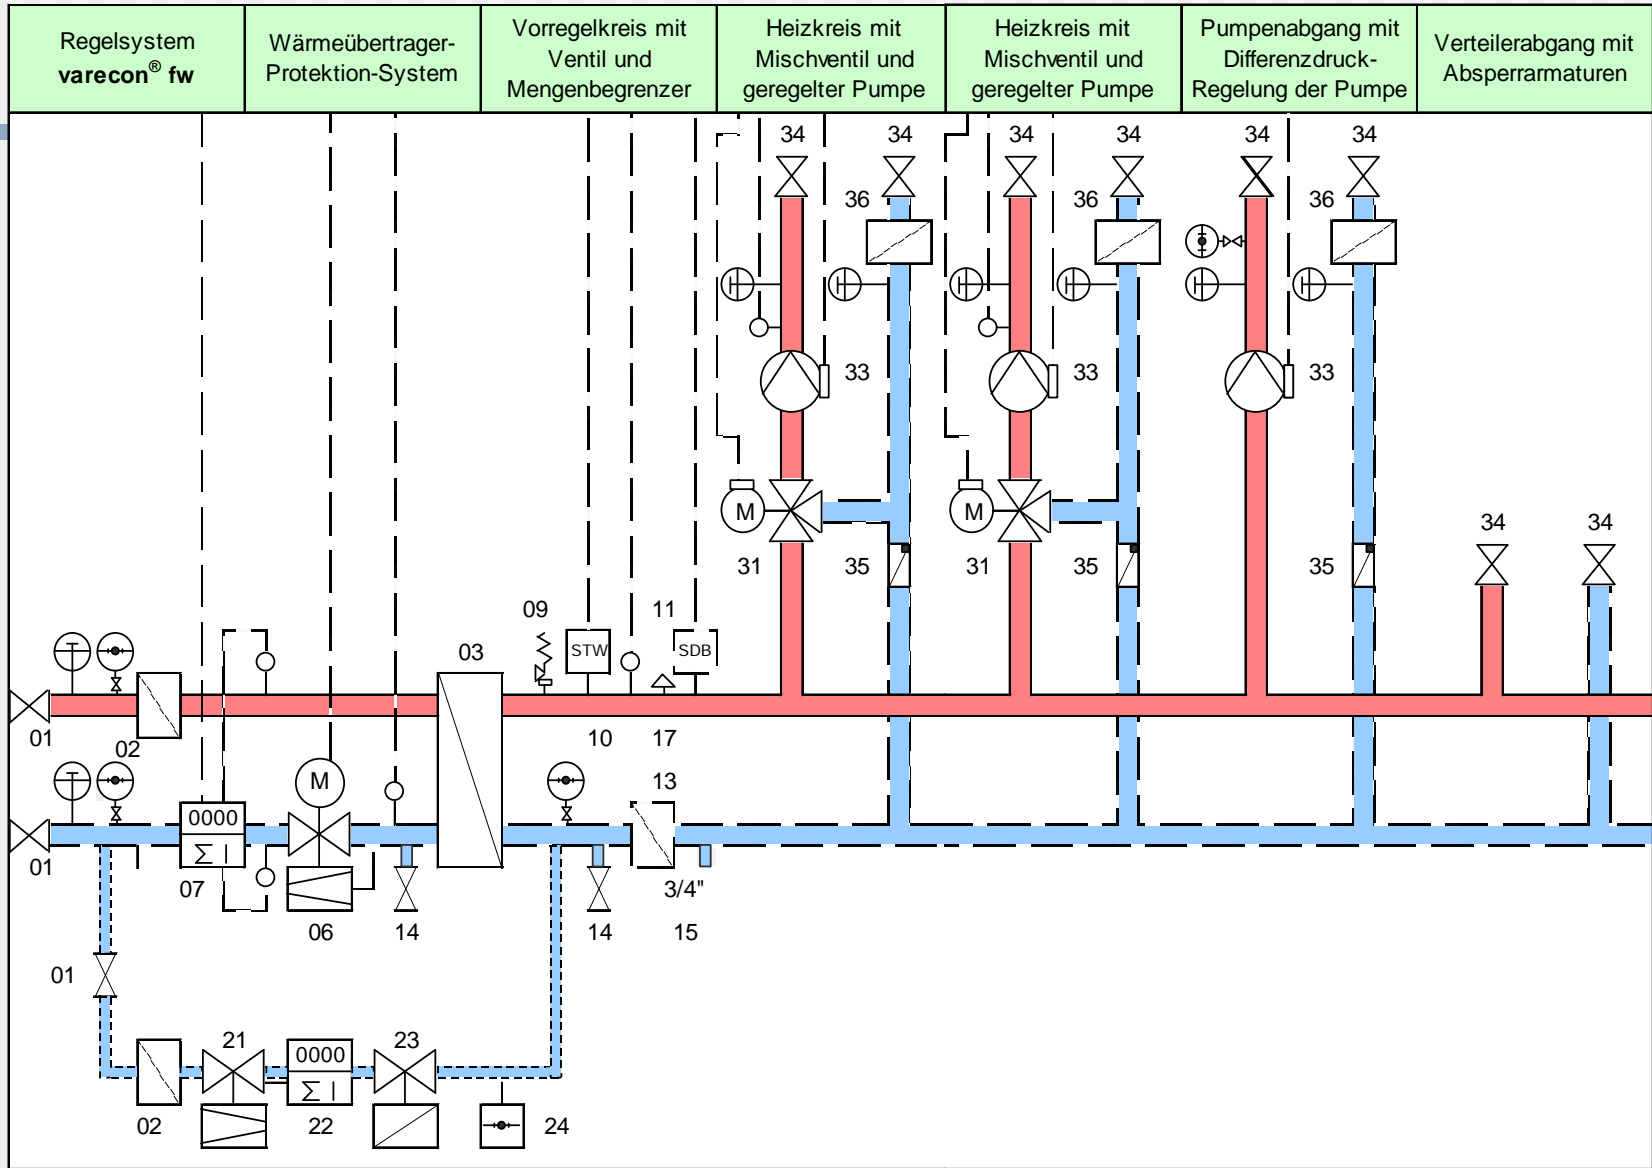 Regelsystem
varecon® fw
Wärmeübertrager-
Protektion-System
Vorregelkreis mit
Ventil und
Mengenbegrenzer
Heizkreis mit
Mischventil und
geregelter Pumpe
Heizkreis mit
Mischventil und
geregelter Pumpe
Pumpenabgang mit
Differenzdruck-
Regelung der Pumpe
Verteilerabgang mit
Absperrarmaturen
34 34 34 34 34 34
36 36 36
33 33 33
M M
34 34
31 35 31 35 35
09 11
STW SDB
03
01 02 10 17
M 13
0000
Σ |
01 07 3/4"
06 14 14 15
01
21 23
0000
Σ |
02 22 24